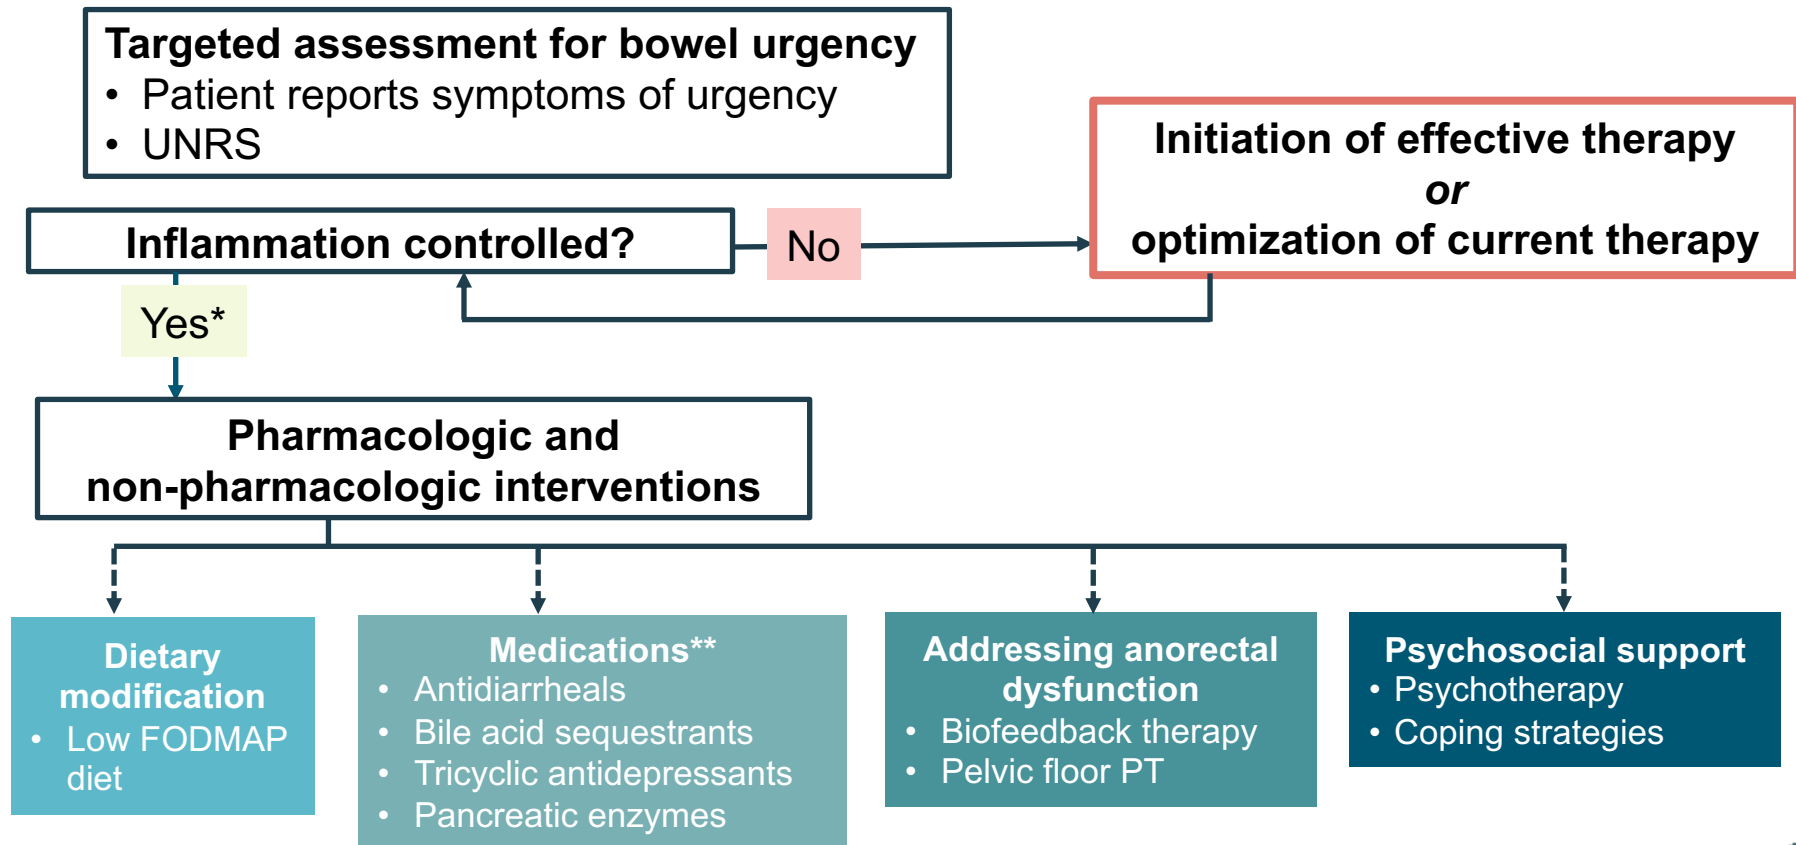 Targeted assessment for bowel urgency
• Patient reports symptoms of urgency
• UNRS
Inflammation controlled?
No
Initiation of effective therapy
or
optimization of current therapy
Yes*
Pharmacologic and
non-pharmacologic interventions
Dietary
modification
• Low FODMAP
diet
Medications**
• Antidiarrheals
• Bile acid sequestrants
• Tricyclic antidepressants
• Pancreatic enzymes
Addressing anorectal
dysfunction
• Biofeedback therapy
• Pelvic floor PT
Psychosocial support
• Psychotherapy
• Coping strategies